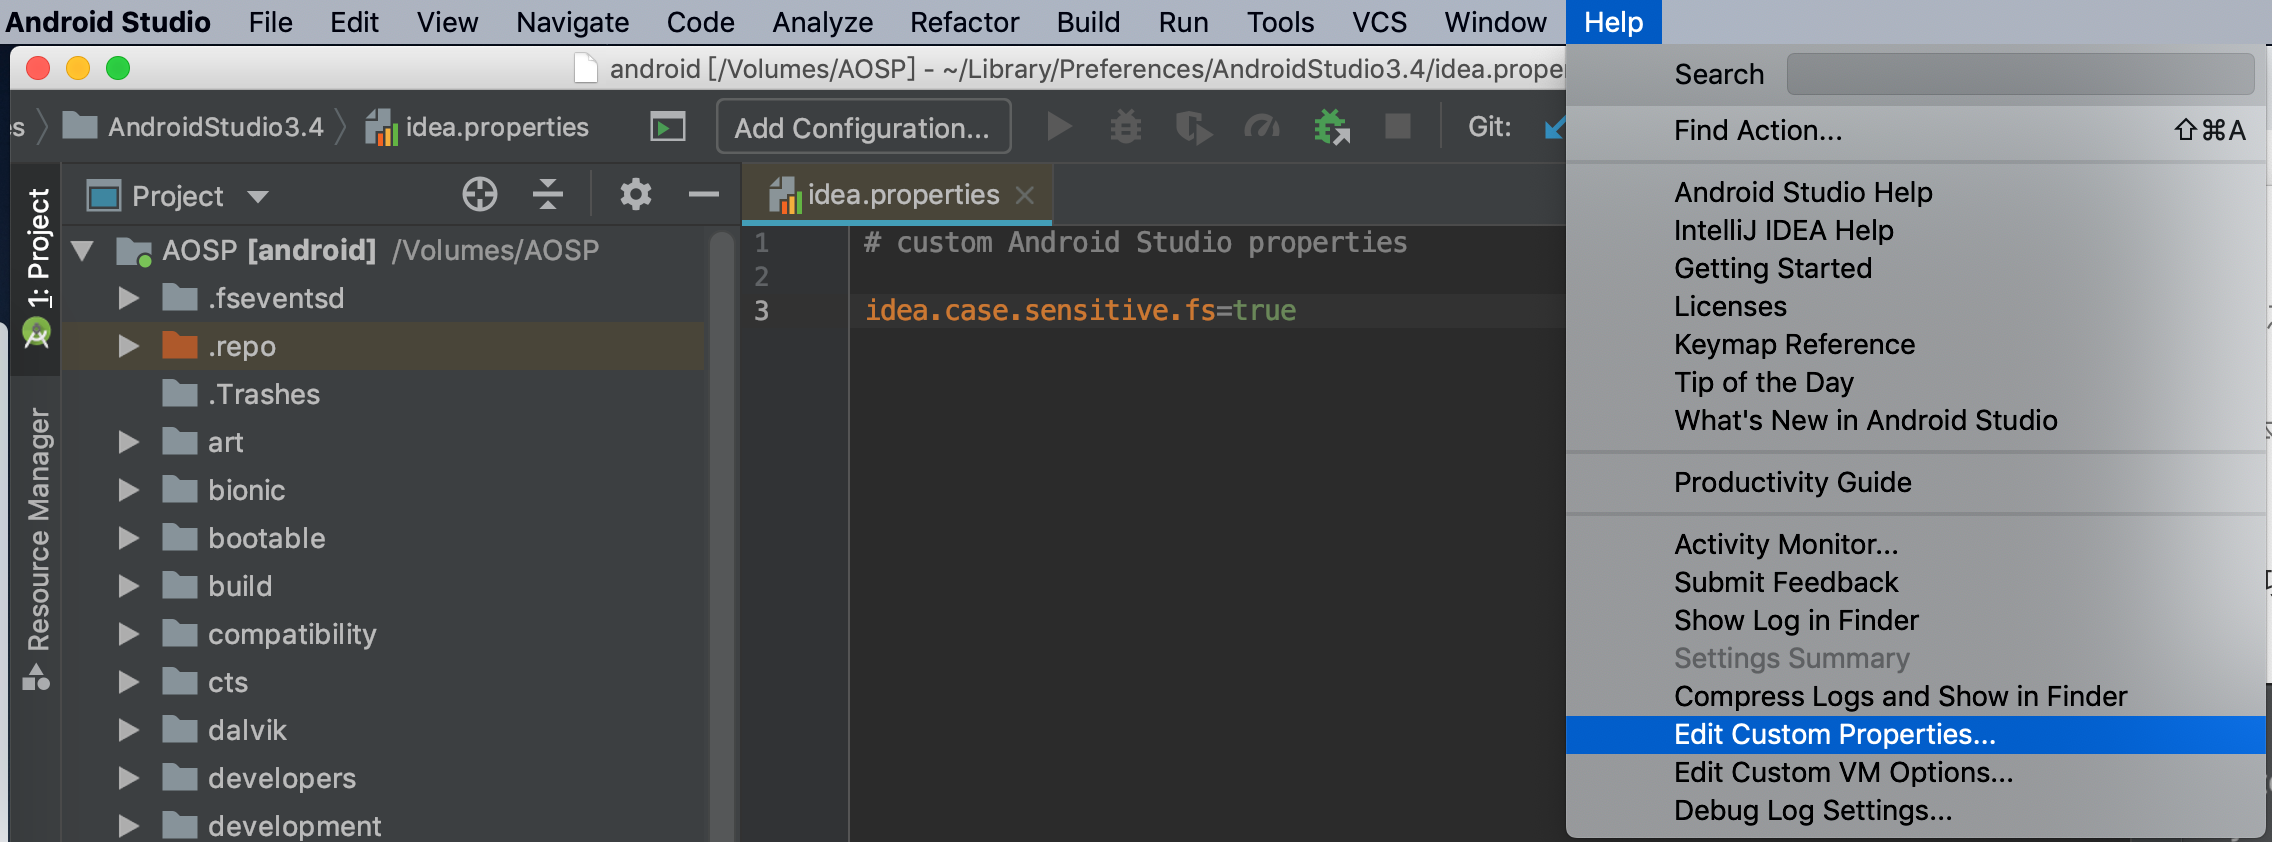 Android Studio File Edit View Navigate Code Analyze Refactor Build Run Tools VCS Window Help
android [/Volumes/AOSP] - ~/Library/Preferences/AndroidStudio3.4/idea.prope
AndroidStudio3.4 idea.properties Add Configuration... Git:
1: Project
Resource Manager
Project
AOSP [android] /Volumes/AOSP
.fseventsd
.repo
.Trashes
art
bionic
bootable
build
compatibility
cts
dalvik
developers
development
idea.properties
1 # custom Android Studio properties
2
3 idea.case.sensitive.fs=true
Search
Find Action... ⇧⌘A
Android Studio Help
IntelliJ IDEA Help
Getting Started
Licenses
Keymap Reference
Tip of the Day
What's New in Android Studio
Productivity Guide
Activity Monitor...
Submit Feedback
Show Log in Finder
Settings Summary
Compress Logs and Show in Finder
Edit Custom Properties...
Edit Custom VM Options...
Debug Log Settings...